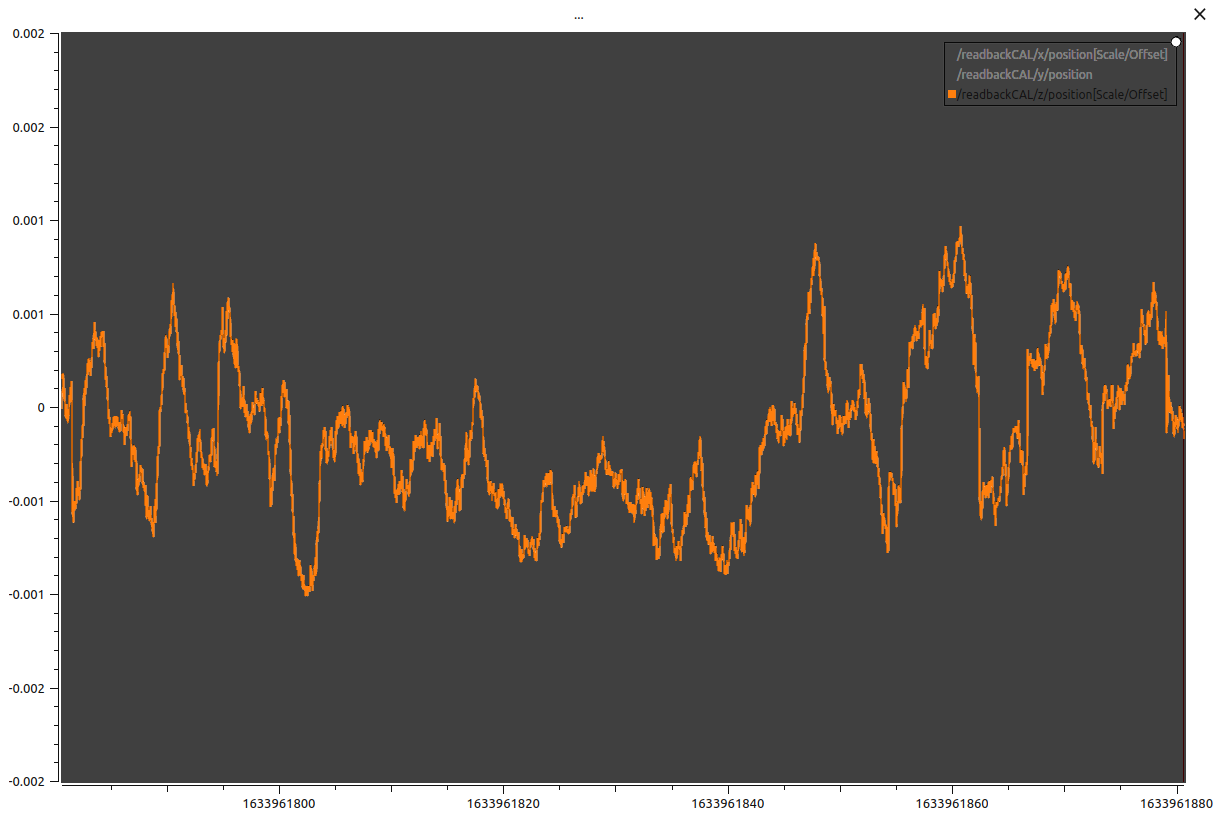 ...
0.002
/readbackCAL/x/position[Scale/Offset]
/readbackCAL/y/position
/readbackCAL/z/position[Scale/Offset]
0.002
0.001
0.001
0
-0.001
-0.001
-0.002
-0.002
1633961800 1633961820 1633961840 1633961860 1633961880